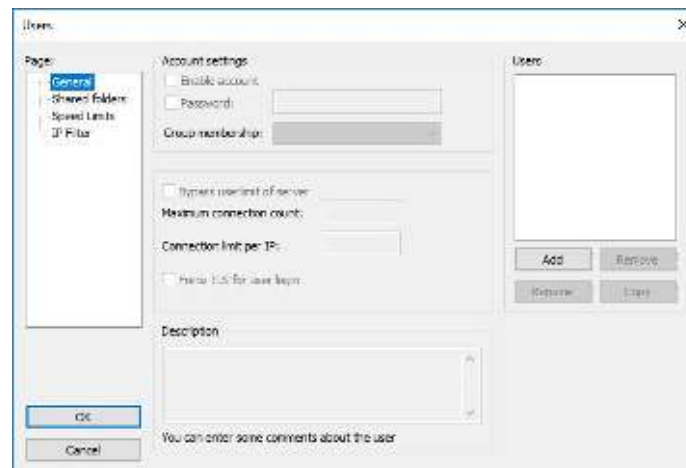 Users
Page:
General
Shared folders
Speed Limits
IP Filter
OK
Cancel
Account settings
Enable account
Password:
Group membership:
Bypass userlimit of server
Maximum connection count:
Connection limit per IP:
Force TLS for user login
Description
You can enter some comments about the user
Users
Add
Remove
Rename
Copy